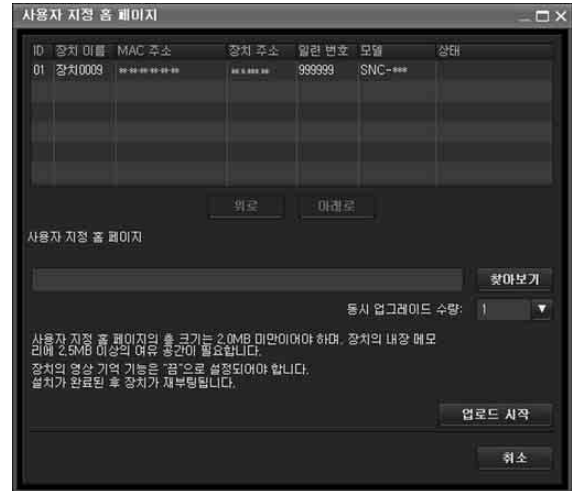 사용자 지정 홈 페이지
ID 장치 이름 MAC 주소 장치 주소 일련 번호 모델 상태
01 장치0009 **-**-**-**-**-** **.*.***.** 999999 SNC-***
위로 아래로
사용자 지정 홈 페이지
찾아보기
동시 업그레이드 수량: 1
사용자 지정 홈 페이지의 총 크기는 2.0MB 미만이어야 하며, 장치의 내장 메모
리에 2.5MB 이상의 여유 공간이 필요합니다.
장치의 영상 기억 기능은 "끔"으로 설정되어야 합니다.
설치가 완료된 후 장치가 재부팅됩니다.
업로드 시작
취소